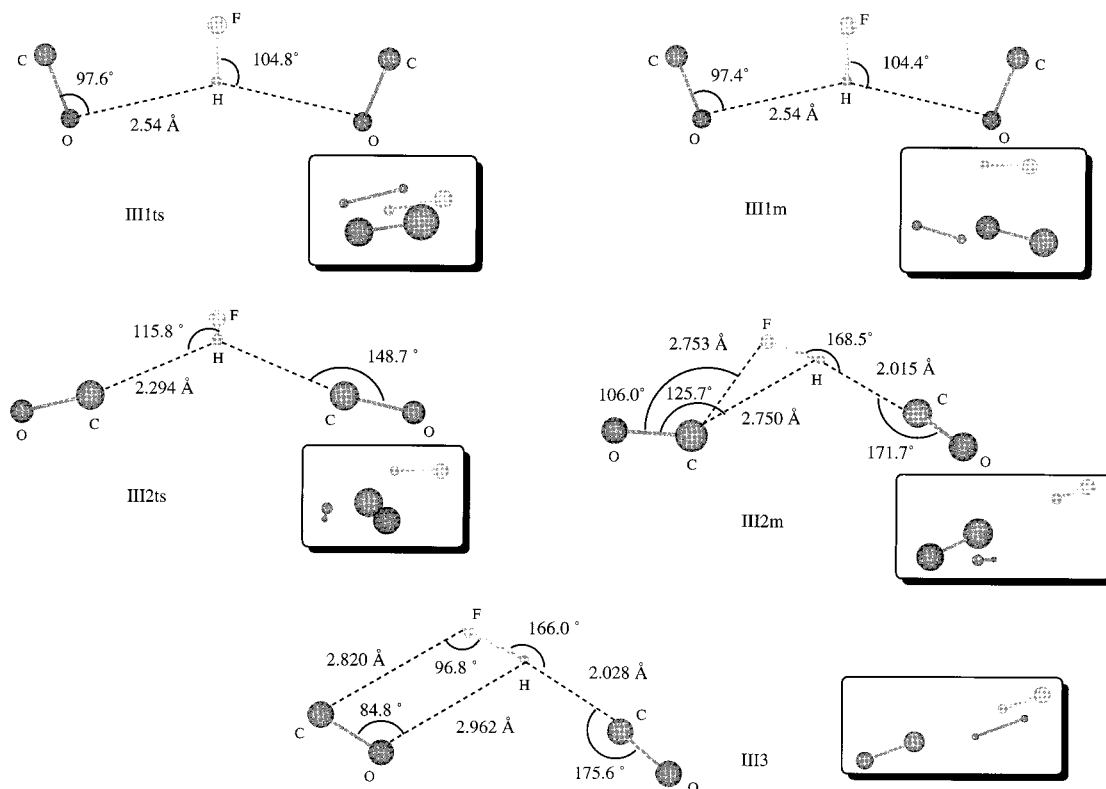 F
C
97.6°
104.8°
C
H
2.54 Å
O
O
III1ts
F
C
97.4°
104.4°
C
H
2.54 Å
O
O
III1m
115.8 °
F
H
148.7 °
2.294 Å
O
C
C
O
III2ts
F
168.5°
2.753 Å
H
2.015 Å
106.0°
125.7°
C
2.750 Å
O
C
171.7°
O
III2m
F
166.0 °
2.820 Å
96.8 °
H
2.028 Å
84.8°
C
C
2.962 Å
O
175.6°
O
III3